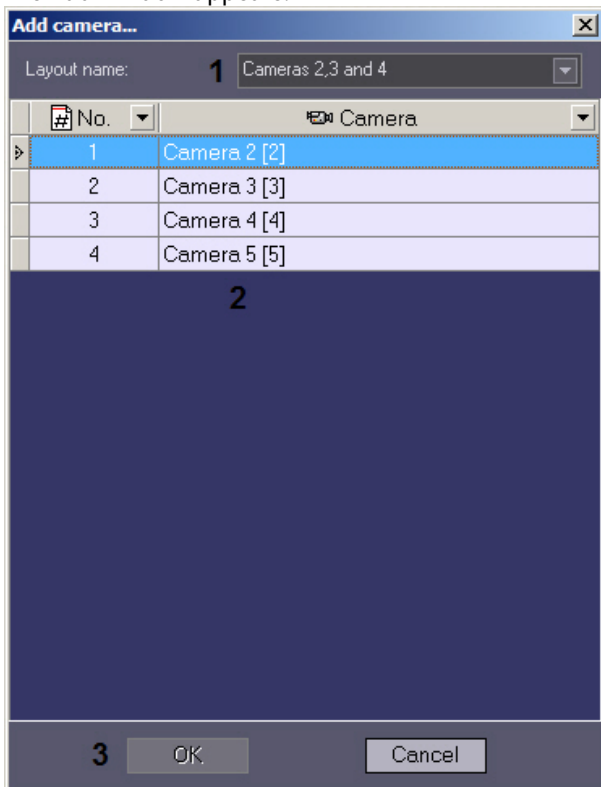 Add camera...
Layout name: 1 Cameras 2,3 and 4
# No. Camera
1 Camera 2 [2]
2 Camera 3 [3]
3 Camera 4 [4]
4 Camera 5 [5]
2
3 OK Cancel